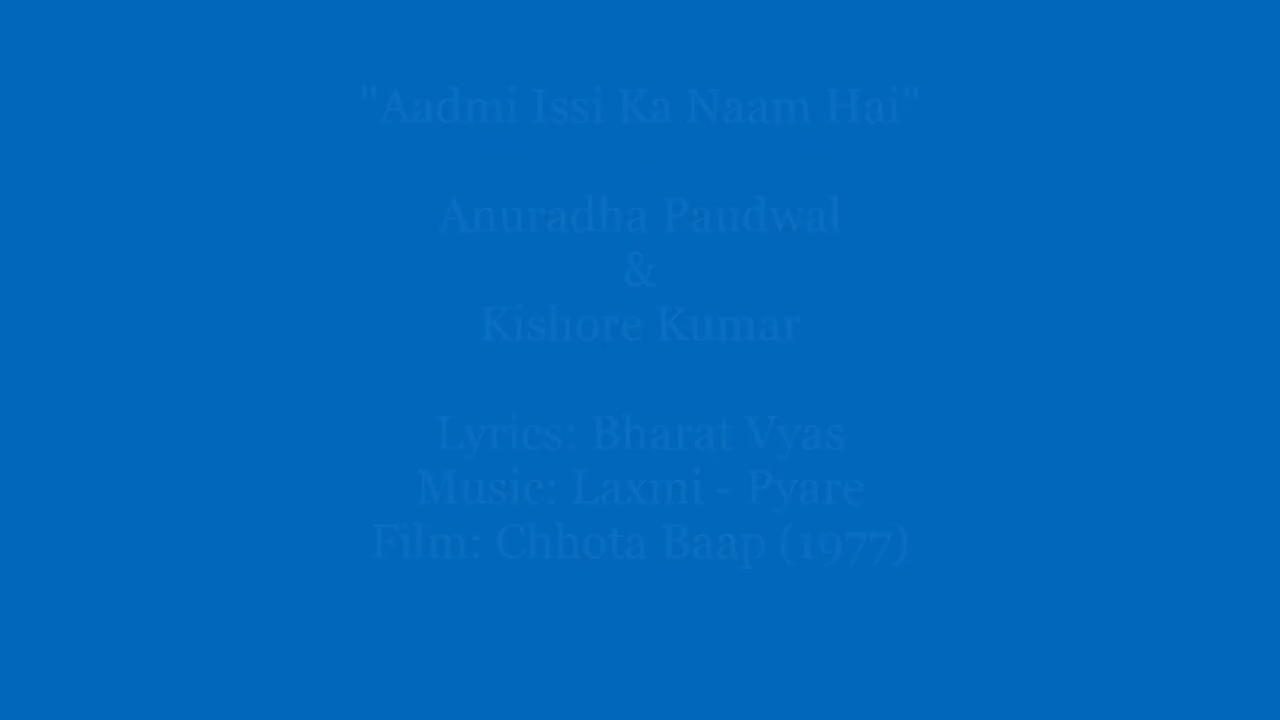 "Aadmi Issi Ka Naam Hai"
Anuradha Paudwal
&
Kishore Kumar
Lyrics: Bharat Vyas
Music: Laxmi - Pyare
Film: Chhota Baap (1977)